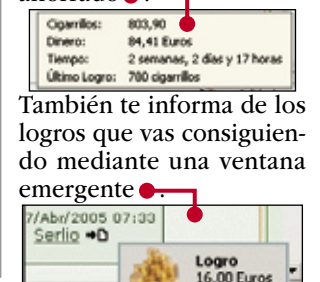 ahorrado
Cigarrillos: 803,90
Dinero: 84,41 Euros
Tiempo: 2 semanas, 2 días y 17 horas
Último Logro: 700 cigarrillos
También te informa de los
logros que vas consiguien-
do mediante una ventana
emergente .
7/Abr/2005 07:33
Serlio
Logro
16,00 Euros